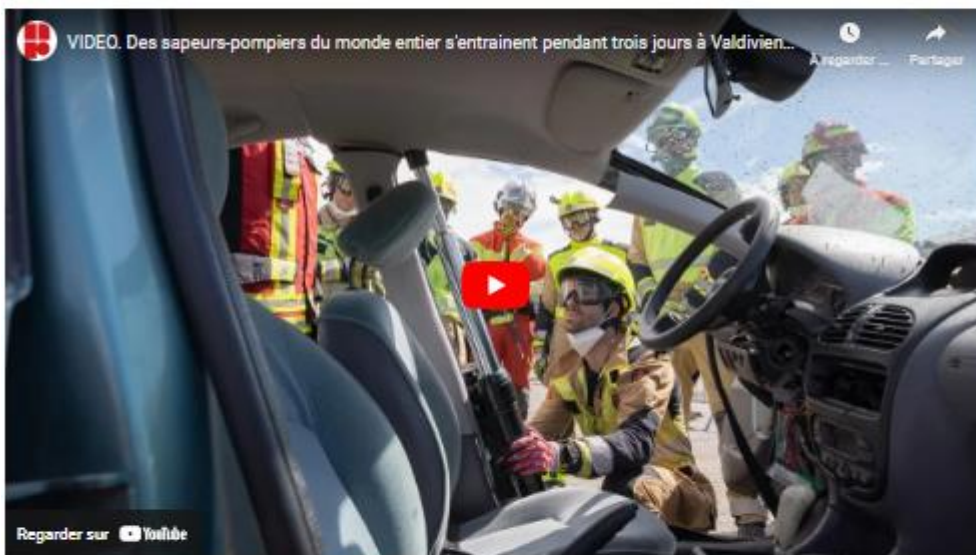 VIDEO. Des sapeurs-pompiers du monde entier s'entrainent pendant trois jours à Valdivien...
À regarder ...
Partager
Regarder sur YouTube